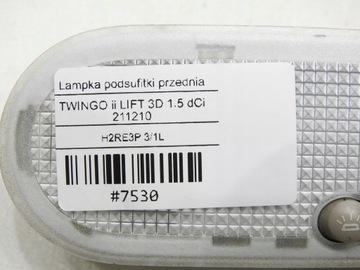 Lampka podsufitki przednia
TWINGO ii LIFT 3D 1.5 dCi
211210
H2RE3P 3/1L
#7530